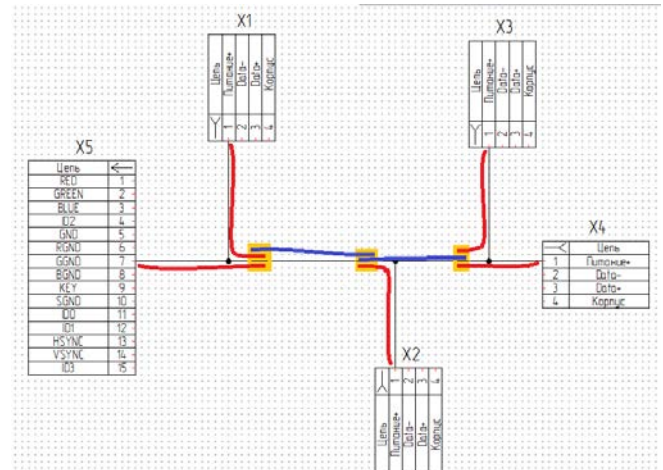 X1
Цепь
Питание+
Data-
Data+
Корпус
1
2
3
4
X3
Цепь
Питание+
Data-
Data+
Корпус
1
2
3
4
X5
Цепь
RED 1
GREEN 2
BLUE 3
ID2 4
GND 5
RGND 6
GGND 7
BGND 8
KEY 9
SGND 10
ID0 11
ID1 12
HSYNC 13
VSYNC 14
ID3 15
X4
Цепь
1 Питание+
2 Data-
3 Data+
4 Корпус
X2
1
2
3
4
Цепь
Питание+
Data-
Data+
Корпус